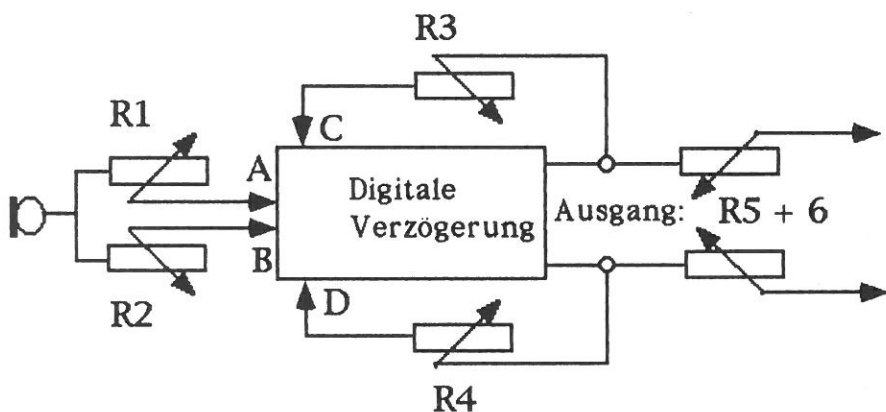 R3
R1
C
A
Digitale
Verzögerung
Ausgang:
R5 + 6
B
R2
D
R4